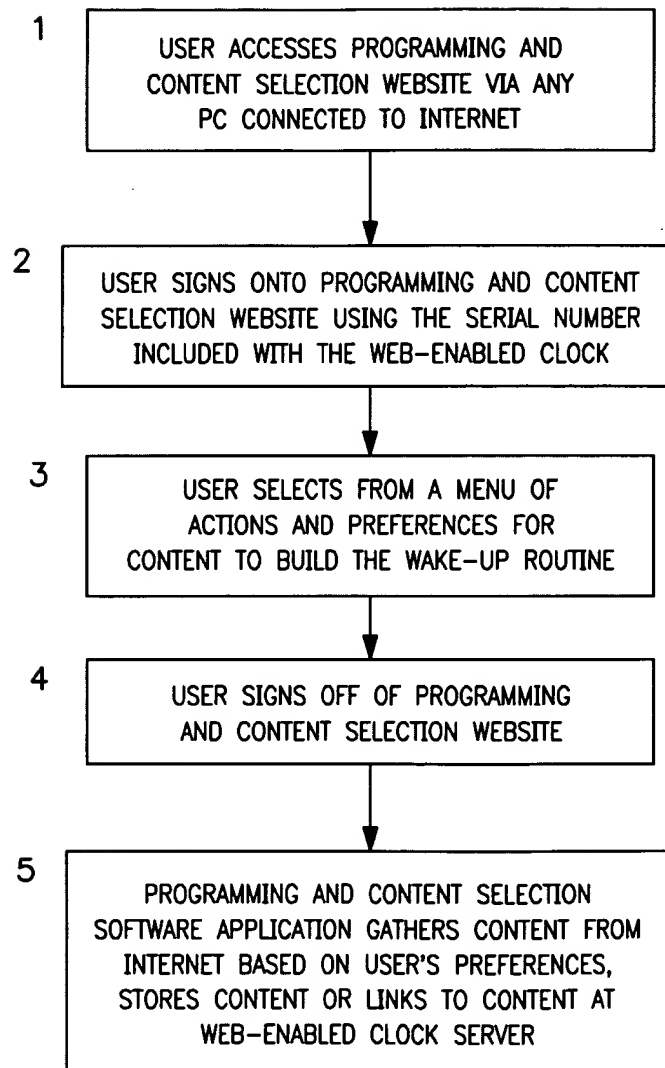 1
USER ACCESSES PROGRAMMING AND
CONTENT SELECTION WEBSITE VIA ANY
PC CONNECTED TO INTERNET
2
USER SIGNS ONTO PROGRAMMING AND CONTENT
SELECTION WEBSITE USING THE SERIAL NUMBER
INCLUDED WITH THE WEB-ENABLED CLOCK
3
USER SELECTS FROM A MENU OF
ACTIONS AND PREFERENCES FOR
CONTENT TO BUILD THE WAKE-UP ROUTINE
4
USER SIGNS OFF OF PROGRAMMING
AND CONTENT SELECTION WEBSITE
5
PROGRAMMING AND CONTENT SELECTION
SOFTWARE APPLICATION GATHERS CONTENT FROM
INTERNET BASED ON USER'S PREFERENCES,
STORES CONTENT OR LINKS TO CONTENT AT
WEB-ENABLED CLOCK SERVER